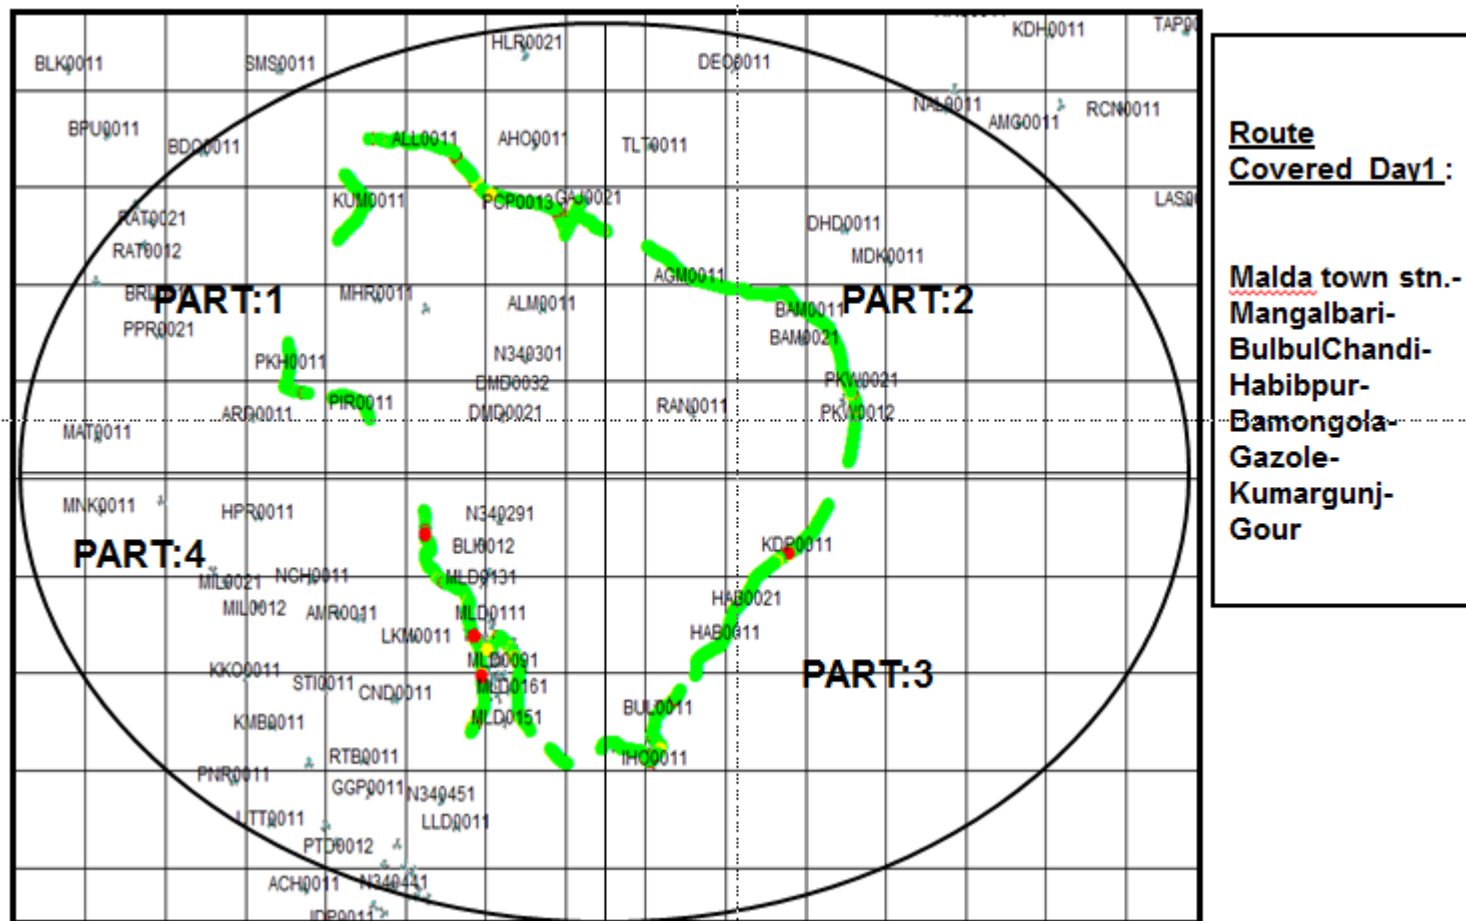 HLR0021
KDH0011
BLK0011
SMS0011
DEO0011
NAL0011
AMG0011
RCN0011
BPU0011
BDO0011
ALL0011
AHO0011
TLT0011
KUM0011
PCP0013
GAJ0021
RAT0021
DHD0011
RAT0012
MDK0011
AGM0011
MHR0011
ALM0011
PART:1
PART:2
BAM0011
PPR0021
BAM0021
PKH0011
N340301
DMD0032
PKW0021
PIR0011
ARD0011
DMD0021
RAN0011
PKW0012
MAT0011
MNK0011
HPR0011
N340291
PART:4
BLK0012
KDP0011
MIL0021
NCH0011
MLD0131
MIL0012
AMR0011
MLD0111
HAB0021
LKM0011
HAB0011
KKO0011
MLD0091
PART:3
STI0011
CND0011
MLD0161
KMB0011
MLD0151
BUL0011
RTB0011
IHO0011
PNR0011
GGP0011
N340451
UTT0011
LLD0011
PTD0012
ACH0011
N340441
JDP0011
Route
Covered Day1 :
Malda town stn.-
Mangalbari-
BulbulChandi-
Habibpur-
Bamongola-
Gazole-
Kumargunj-
Gour